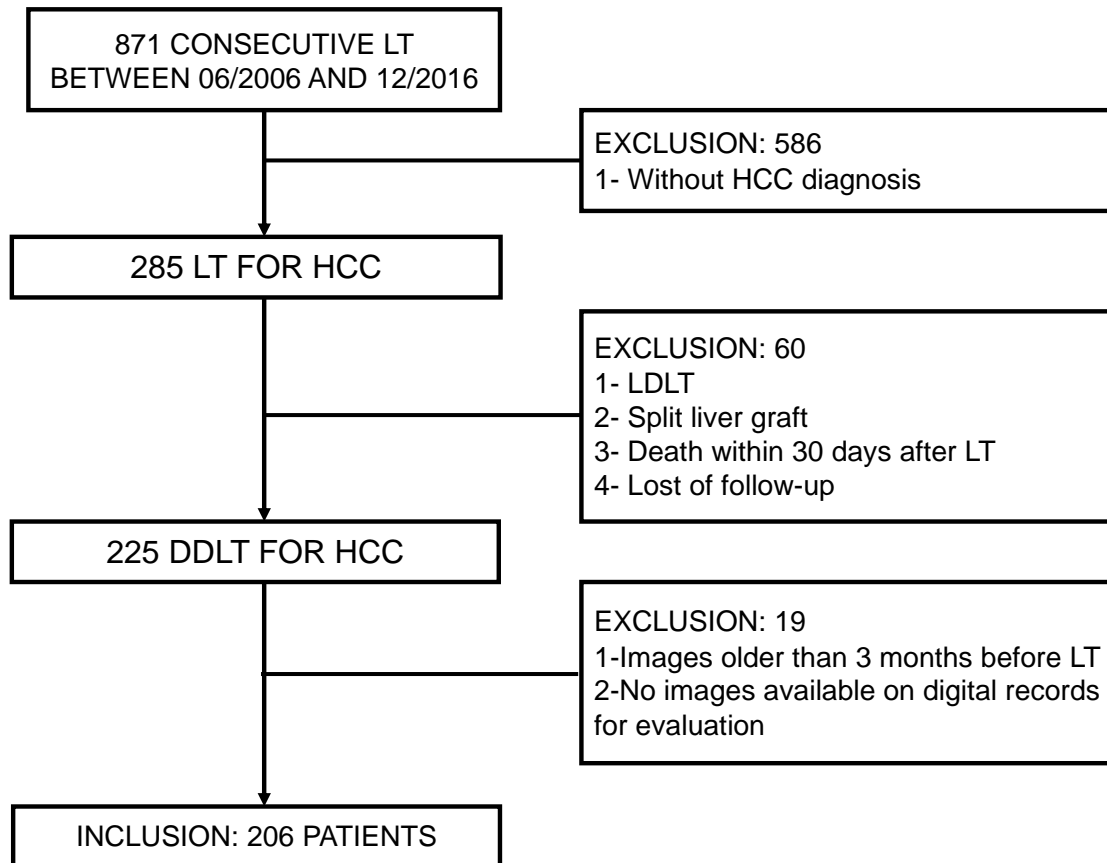 871 CONSECUTIVE LT
BETWEEN 06/2006 AND 12/2016
EXCLUSION: 586
1- Without HCC diagnosis
285 LT FOR HCC
EXCLUSION: 60
1- LDLT
2- Split liver graft
3- Death within 30 days after LT
4- Lost of follow-up
225 DDLT FOR HCC
EXCLUSION: 19
1-Images older than 3 months before LT
2-No images available on digital records
for evaluation
INCLUSION: 206 PATIENTS